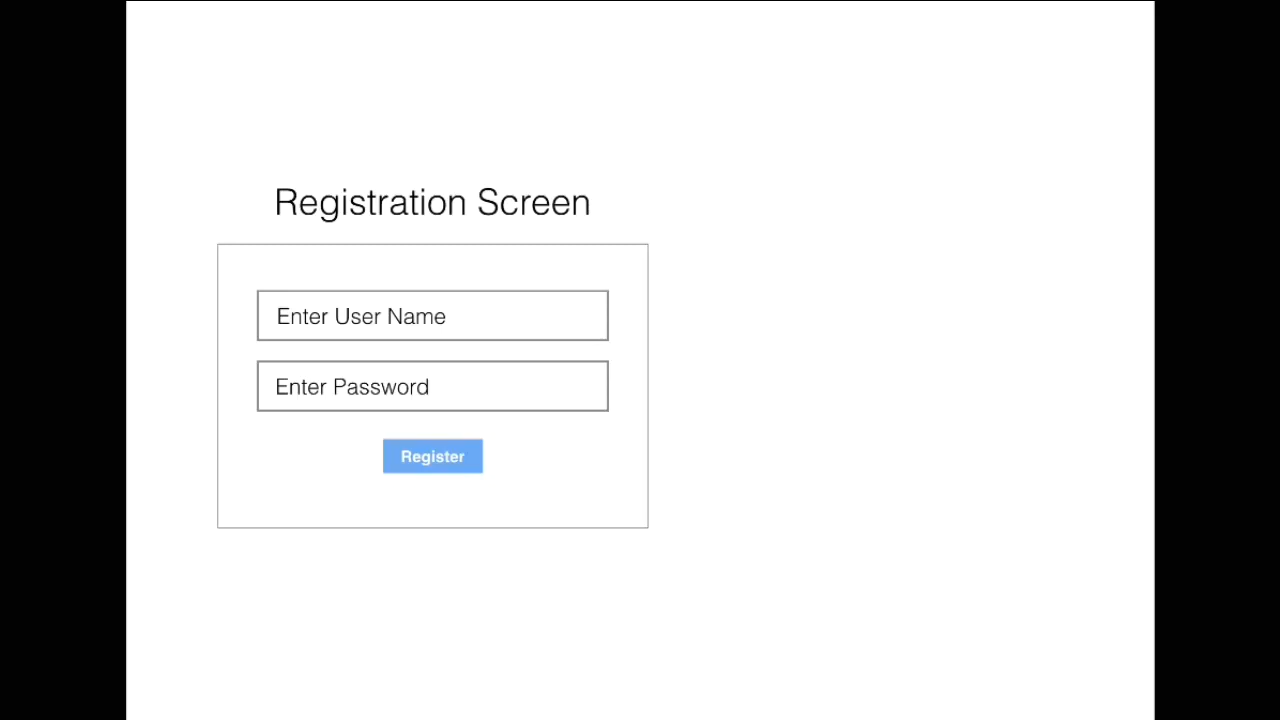 Registration Screen
Enter User Name
Enter Password
Register